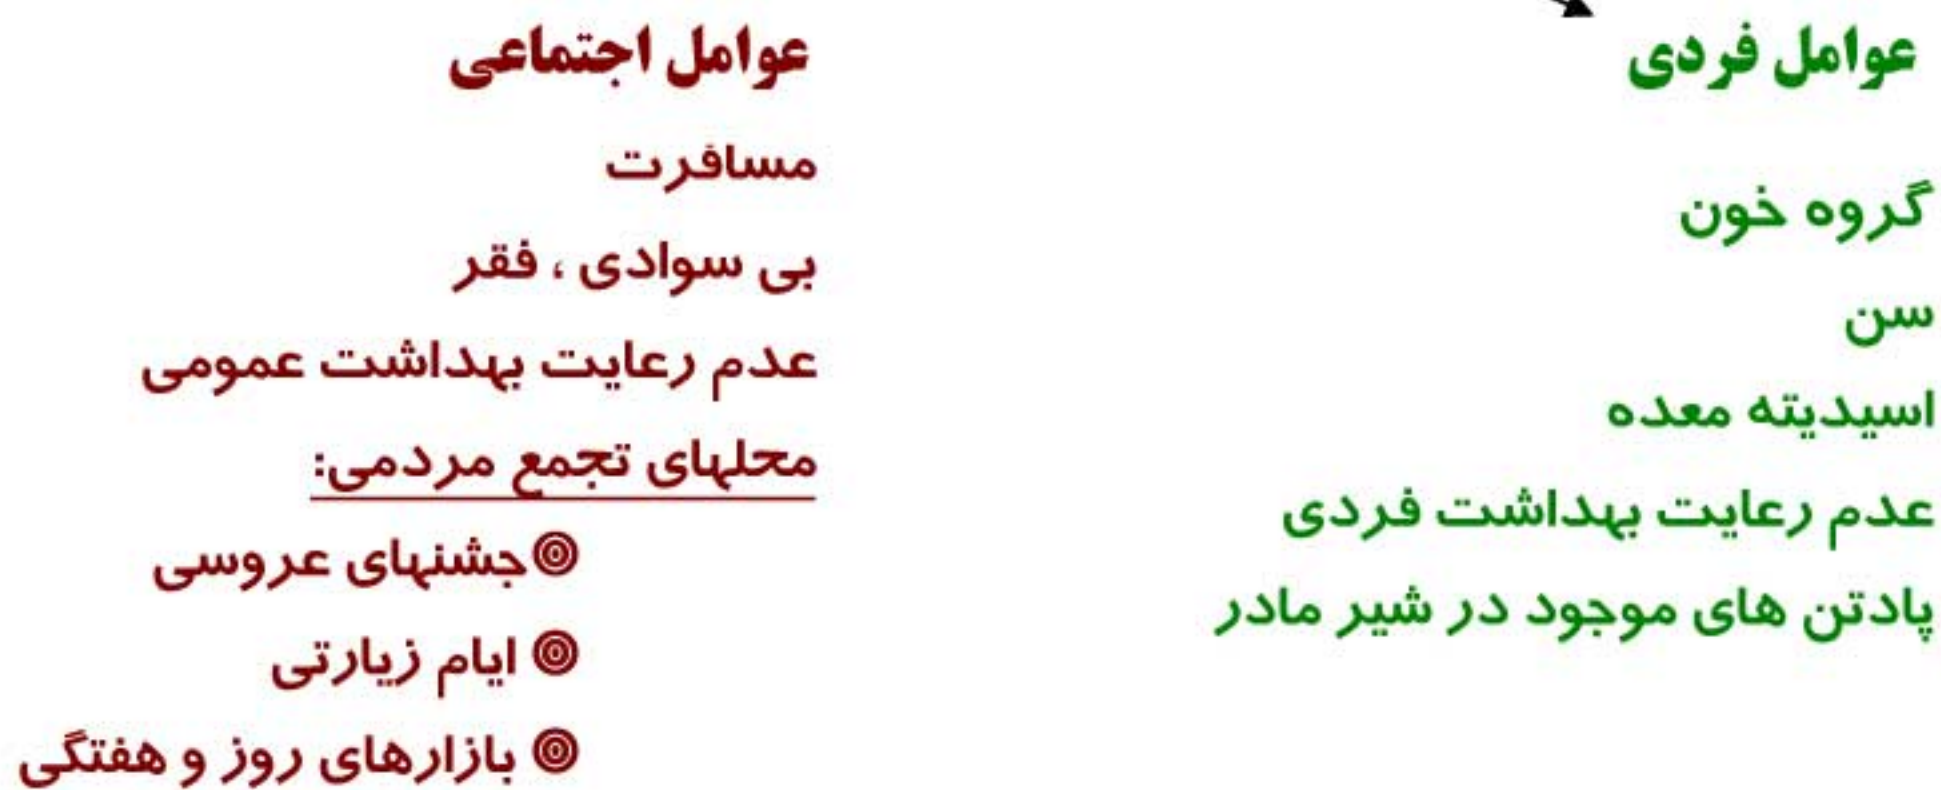 عوامل فردی
گروه خون
سن
اسیدیته معده
عدم رعایت بهداشت فردی
پادتن های موجود در شیر مادر
عوامل اجتماعی
مسافرت
بی سوادی ، فقر
عدم رعایت بهداشت عمومی
محلهای تجمع مردمی:
جشنهای عروسی
ایام زیارتی
بازارهای روز و هفتگی